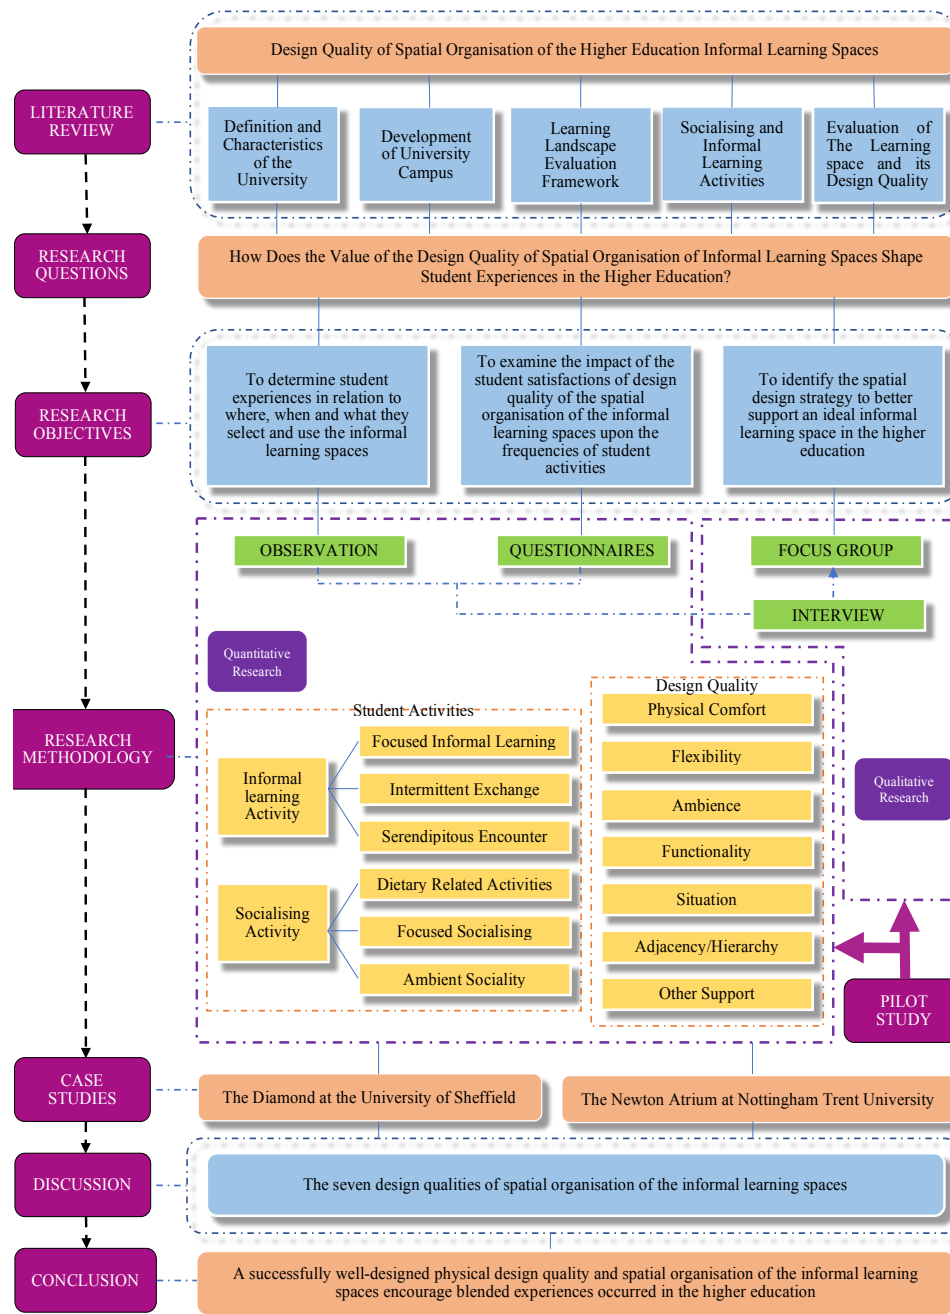 Design Quality of Spatial Organisation of the Higher Education Informal Learning Spaces
LITERATURE
REVIEW
Definition and
Characteristics
of the
University
Development
of University
Campus
Learning
Landscape
Evaluation
Framework
Socialising and
Informal
Learning
Activities
Evaluation of
The Learning
space and its
Design Quality
RESEARCH
QUESTIONS
How Does the Value of the Design Quality of Spatial Organisation of Informal Learning Spaces Shape
Student Experiences in the Higher Education?
RESEARCH
OBJECTIVES
To determine student
experiences in relation to
where, when and what they
select and use the informal
learning spaces
To examine the impact of the
student satisfactions of design
quality of the spatial
organisation of the informal
learning spaces upon the
frequencies of student
activities
To identify the spatial
design strategy to better
support an ideal informal
learning space in the higher
education
OBSERVATION
QUESTIONNAIRES
FOCUS GROUP
INTERVIEW
Quantitative
Research
RESEARCH
METHODOLOGY
Student Activities
Informal
learning
Activity
Focused Informal Learning
Intermittent Exchange
Serendipitous Encounter
Socialising
Activity
Dietary Related Activities
Focused Socialising
Ambient Sociality
Design Quality
Physical Comfort
Flexibility
Ambience
Functionality
Situation
Adjacency/Hierarchy
Other Support
Qualitative
Research
PILOT
STUDY
CASE
STUDIES
The Diamond at the University of Sheffield
The Newton Atrium at Nottingham Trent University
DISCUSSION
The seven design qualities of spatial organisation of the informal learning spaces
CONCLUSION
A successfully well-designed physical design quality and spatial organisation of the informal learning
spaces encourage blended experiences occurred in the higher education